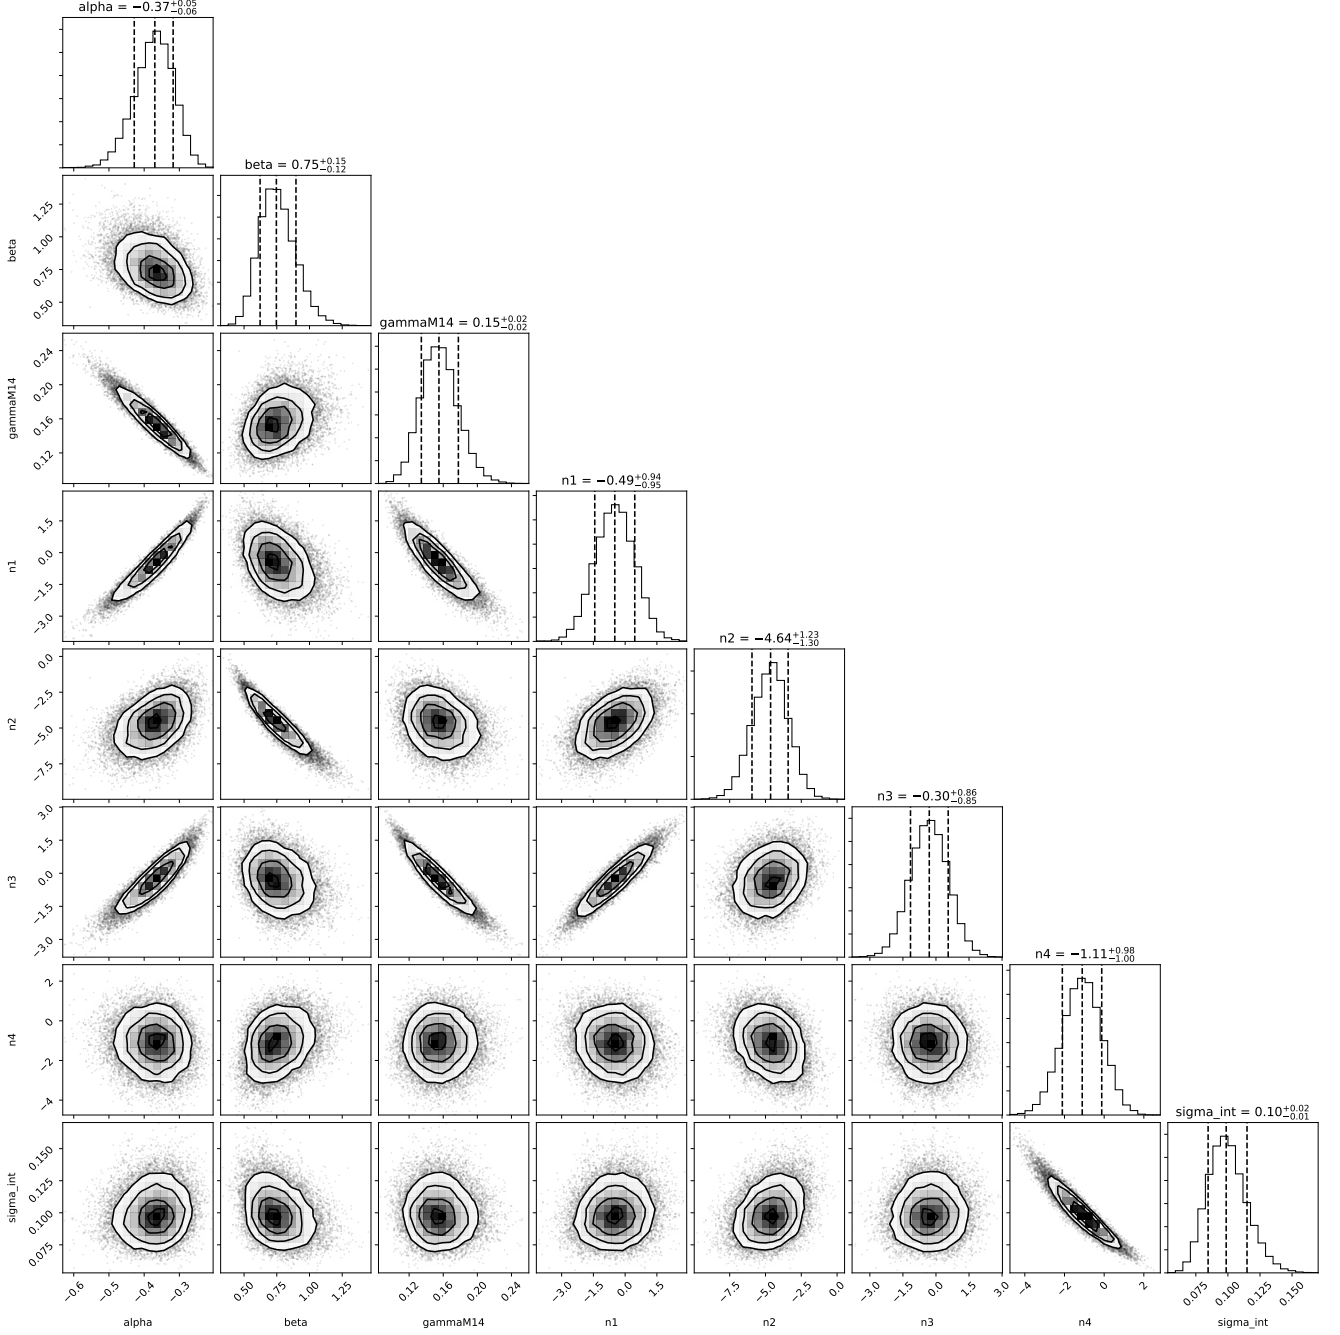 alpha = −0.37+0.05−0.06
beta = 0.75+0.15−0.12
beta
1.25
1.00
0.75
0.50
gammaM14 = 0.15+0.02−0.02
gammaM14
0.24
0.20
0.16
0.12
n1 = −0.49+0.94−0.95
n1
1.5
0.0
−1.5
−3.0
n2 = −4.64+1.23−1.30
n2
0.0
−2.5
−5.0
−7.5
n3 = −0.30+0.86−0.85
n3
3.0
1.5
0.0
−1.5
−3.0
n4 = −1.11+0.98−1.00
n4
2
0
−2
−4
sigma_int = 0.10+0.02−0.01
sigma_int
0.150
0.125
0.100
0.075
−0.6 −0.5 −0.4 −0.3 0.50 0.75 1.00 1.25 0.12 0.16 0.20 0.24 −3.0 −1.5 0.0 1.5 −7.5 −5.0 −2.5 0.0 −3.0 −1.5 0.0 1.5 3.0 −4 −2 0 2 0.075 0.100 0.125 0.150
alpha beta gammaM14 n1 n2 n3 n4 sigma_int